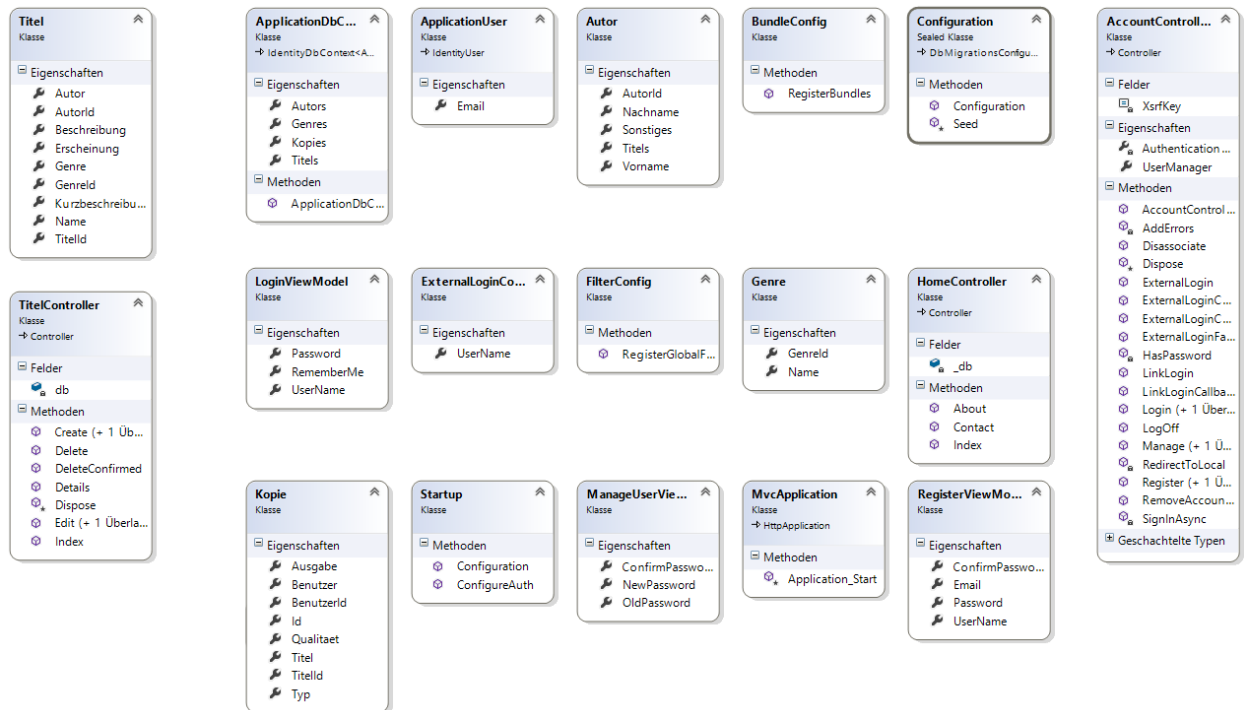 Titel
Klasse
Eigenschaften
Autor
AutorId
Beschreibung
Erscheinung
Genre
GenreId
Kurzbeschreibu...
Name
TitelId
ApplicationDbC...
Klasse
IdentityDbContext<A...
Eigenschaften
Autors
Genres
Kopies
Titels
Methoden
ApplicationDbC...
ApplicationUser
Klasse
IdentityUser
Eigenschaften
Email
Autor
Klasse
Eigenschaften
AutorId
Nachname
Sonstiges
Titels
Vorname
BundleConfig
Klasse
Methoden
RegisterBundles
Configuration
Sealed Klasse
DbMigrationsConfigu...
Methoden
Configuration
Seed
AccountControll...
Klasse
Controller
Felder
XsrfKey
Eigenschaften
Authentication...
UserManager
Methoden
AccountControl...
AddErrors
Disassociate
Dispose
ExternalLogin
ExternalLoginC...
ExternalLoginC...
ExternalLoginFa...
HasPassword
LinkLogin
LinkLoginCallba...
Login (+ 1 Über...
LogOff
Manage (+ 1 Ü...
RedirectToLocal
Register (+ 1 Ü...
RemoveAccoun...
SignInAsync
Geschachtelte Typen
TitelController
Klasse
Controller
Felder
db
Methoden
Create (+ 1 Üb...
Delete
DeleteConfirmed
Details
Dispose
Edit (+ 1 Überla...
Index
LoginViewModel
Klasse
Eigenschaften
Password
RememberMe
UserName
ExternalLoginCo...
Klasse
Eigenschaften
UserName
FilterConfig
Klasse
Methoden
RegisterGlobalF...
Genre
Klasse
Eigenschaften
GenreId
Name
HomeController
Klasse
Controller
Felder
_db
Methoden
About
Contact
Index
Kopie
Klasse
Eigenschaften
Ausgabe
Benutzer
BenutzerId
Id
Qualitaet
Titel
TitelId
Typ
Startup
Klasse
Methoden
Configuration
ConfigureAuth
ManageUserVie...
Klasse
Eigenschaften
ConfirmPasswo...
NewPassword
OldPassword
MvcApplication
Klasse
HttpApplication
Methoden
Application_Start
RegisterViewMo...
Klasse
Eigenschaften
ConfirmPasswo...
Email
Password
UserName